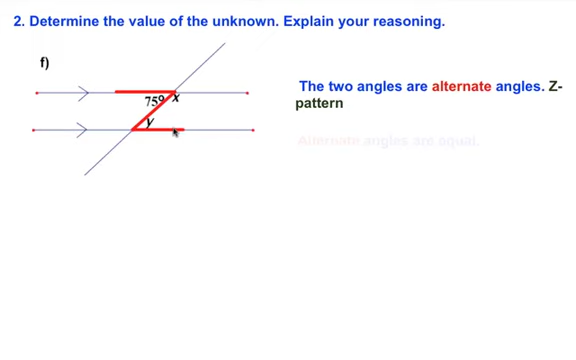 2. Determine the value of the unknown. Explain your reasoning.
f)
The two angles are alternate angles. Z-
pattern
75° x
y
Alternate angles are equal.